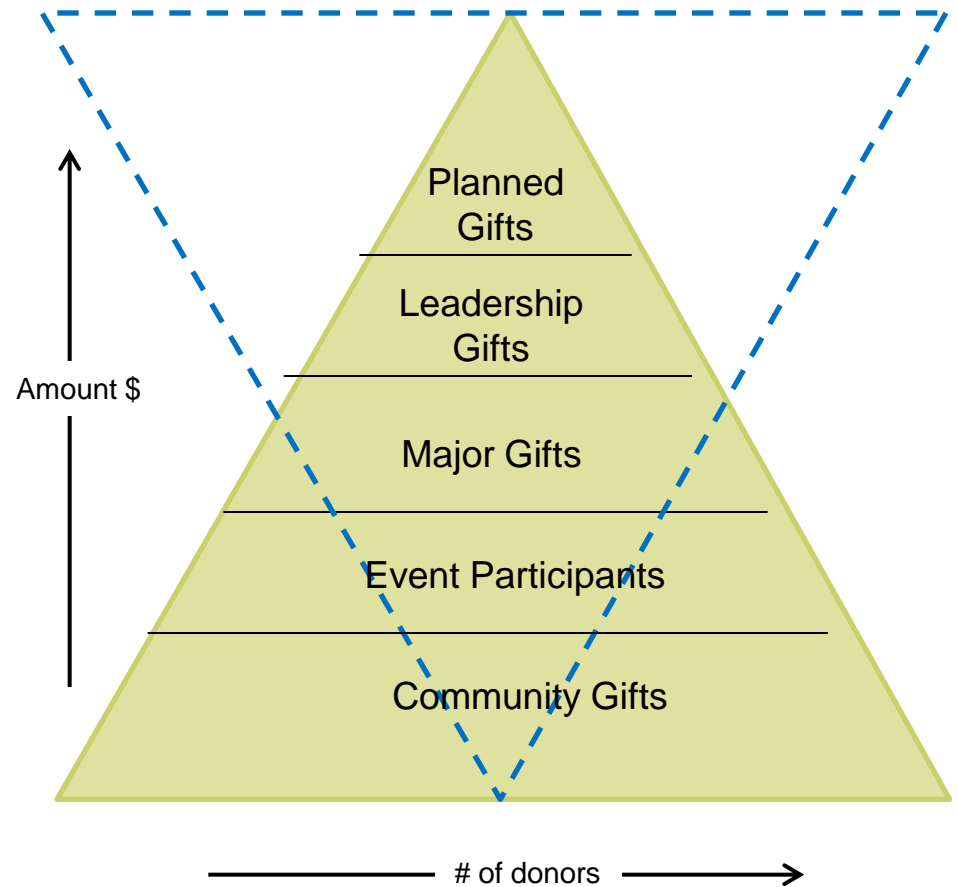 Planned
Gifts
Leadership
Gifts
Amount $
Major Gifts
Event Participants
Community Gifts
# of donors